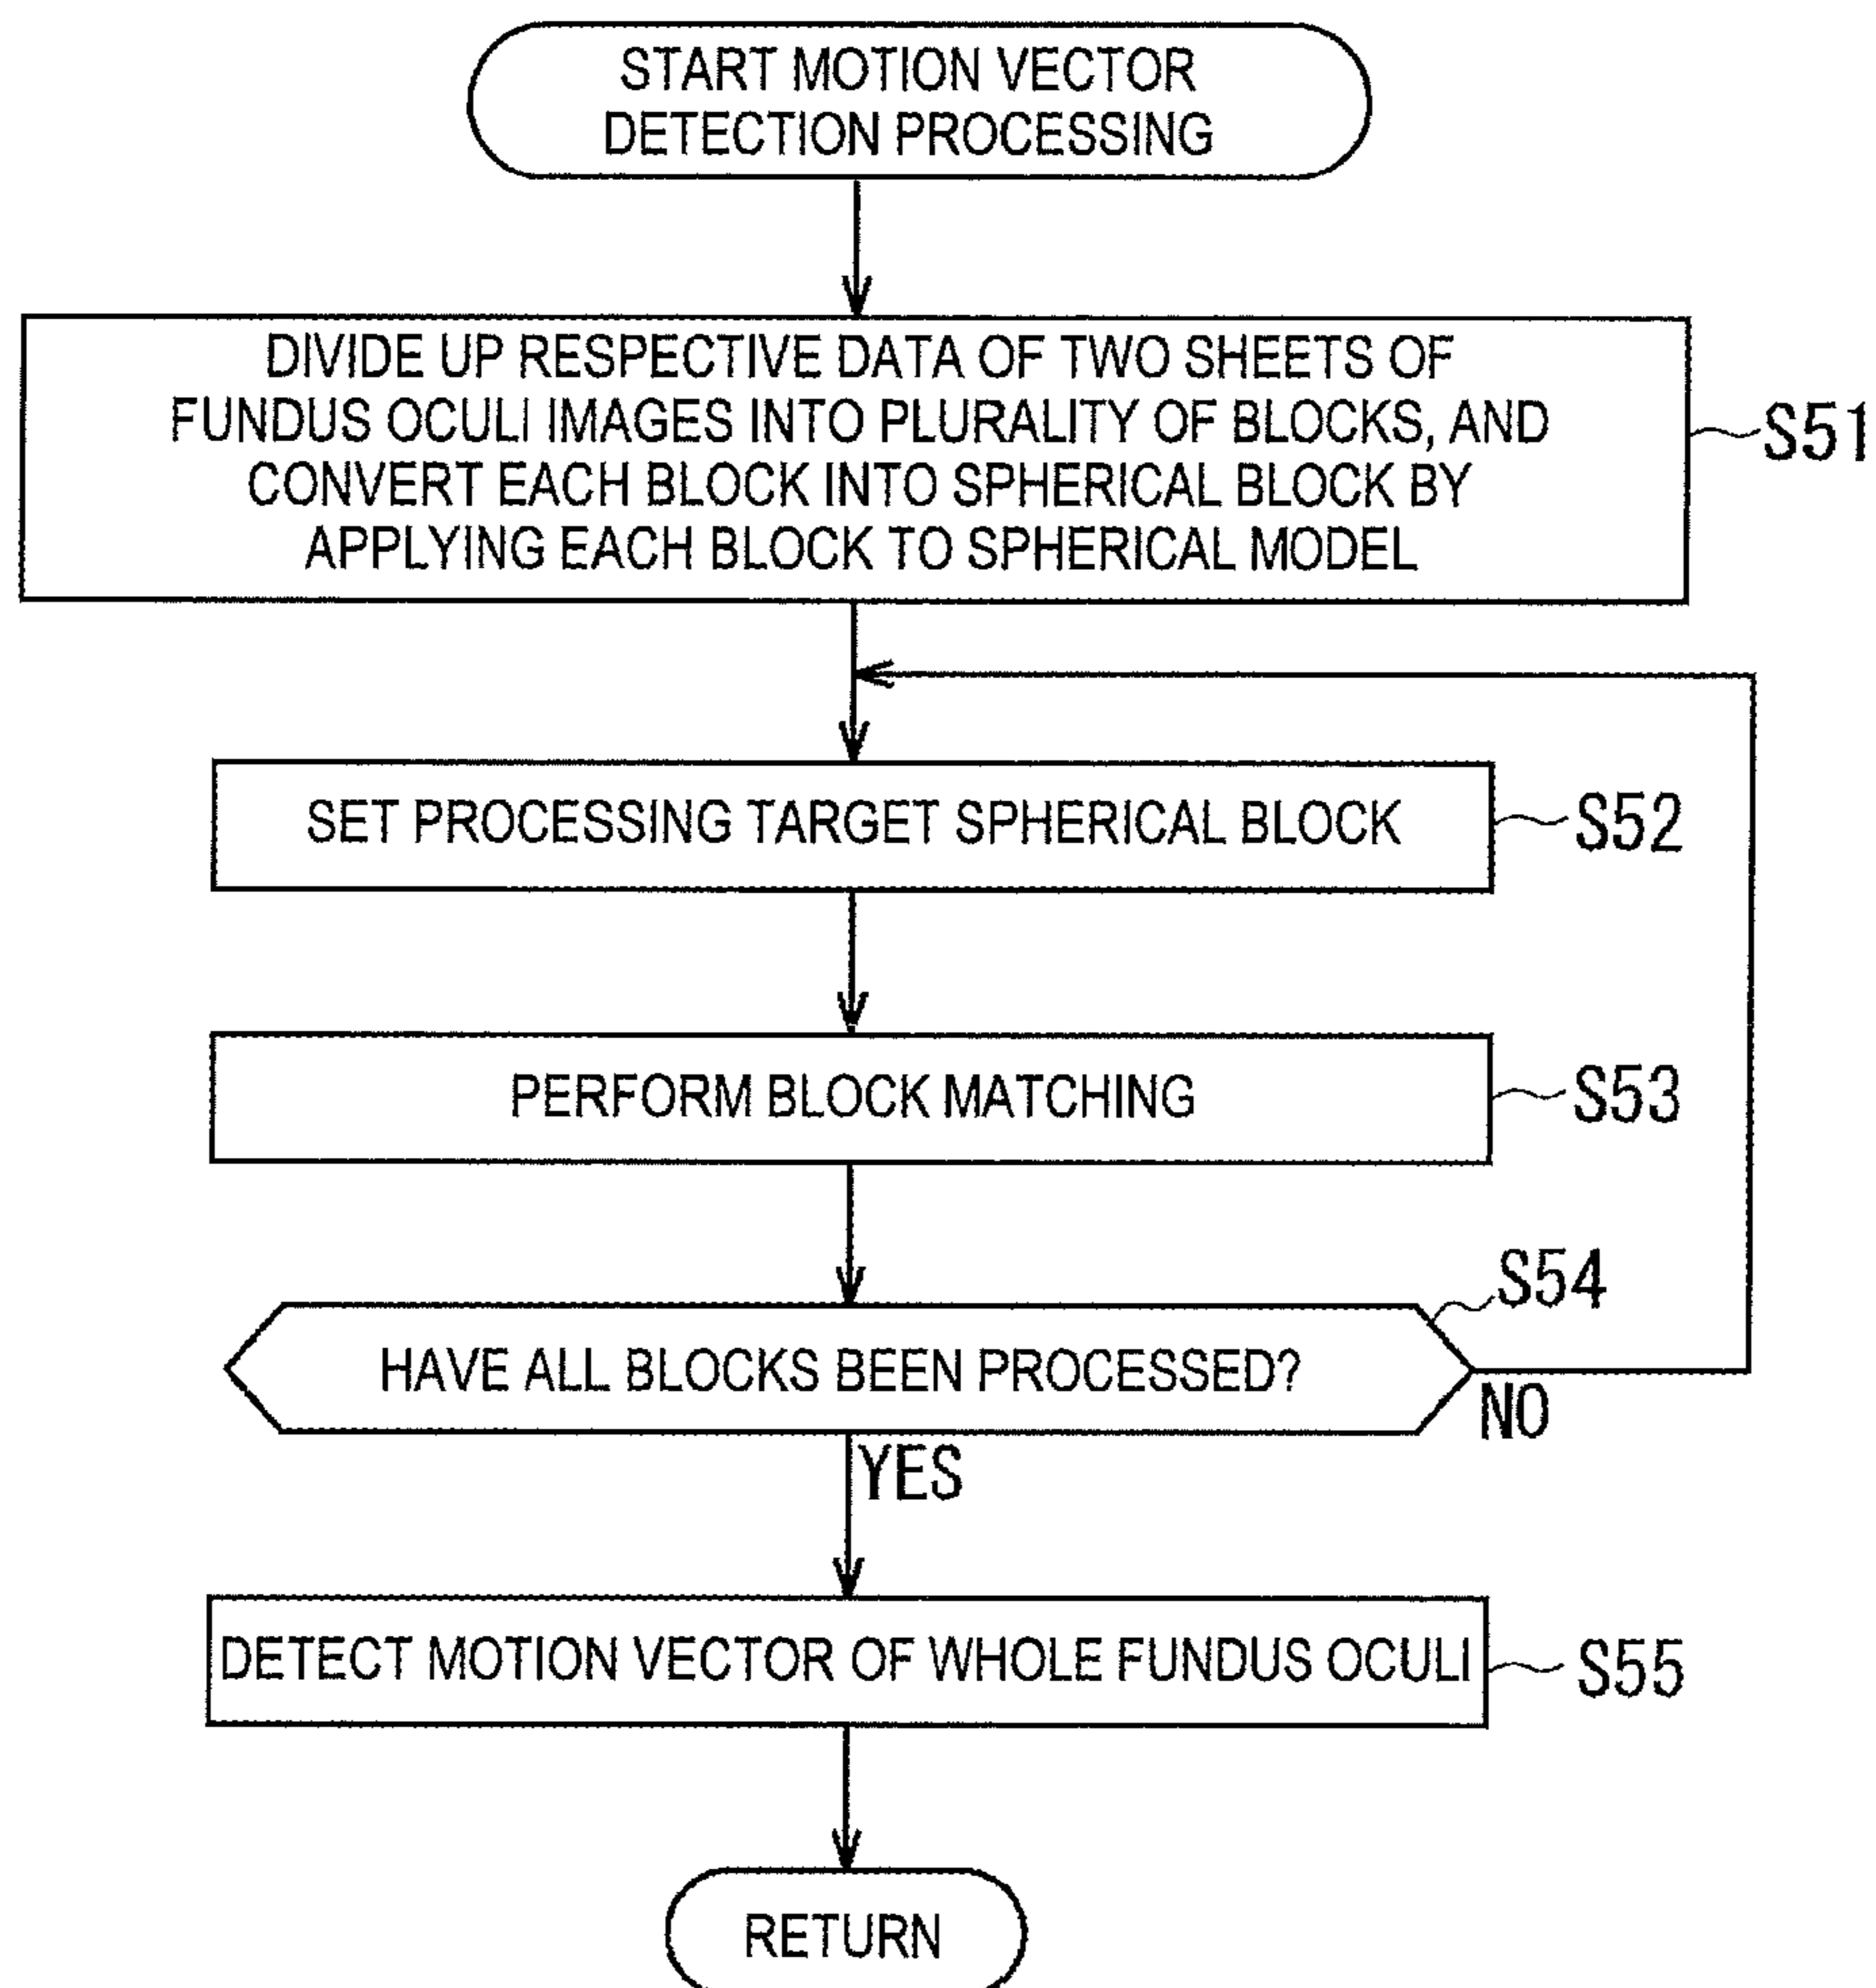 START MOTION VECTOR
DETECTION PROCESSING
DIVIDE UP RESPECTIVE DATA OF TWO SHEETS OF
FUNDUS OCULI IMAGES INTO PLURALITY OF BLOCKS, AND
CONVERT EACH BLOCK INTO SPHERICAL BLOCK BY
APPLYING EACH BLOCK TO SPHERICAL MODEL
S51
SET PROCESSING TARGET SPHERICAL BLOCK
S52
PERFORM BLOCK MATCHING
S53
S54
HAVE ALL BLOCKS BEEN PROCESSED?
NO
YES
DETECT MOTION VECTOR OF WHOLE FUNDUS OCULI
S55
RETURN